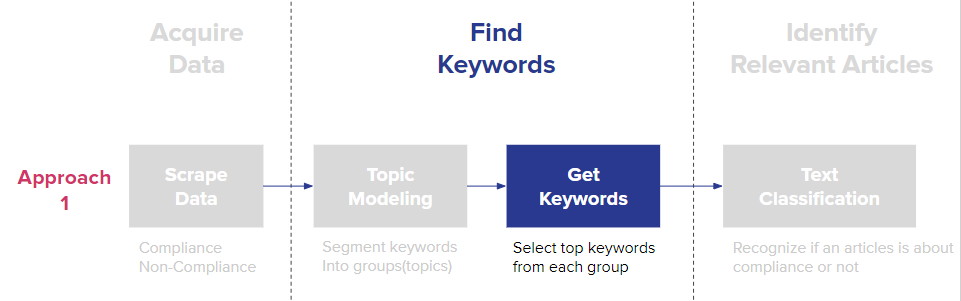 Acquire
Data
Find
Keywords
Identify
Relevant Articles
Approach
1
Scrape
Data
Topic
Modeling
Get
Keywords
Text
Classification
Compliance
Non-Compliance
Segment keywords
Into groups(topics)
Select top keywords
from each group
Recognize if an articles is about
compliance or not